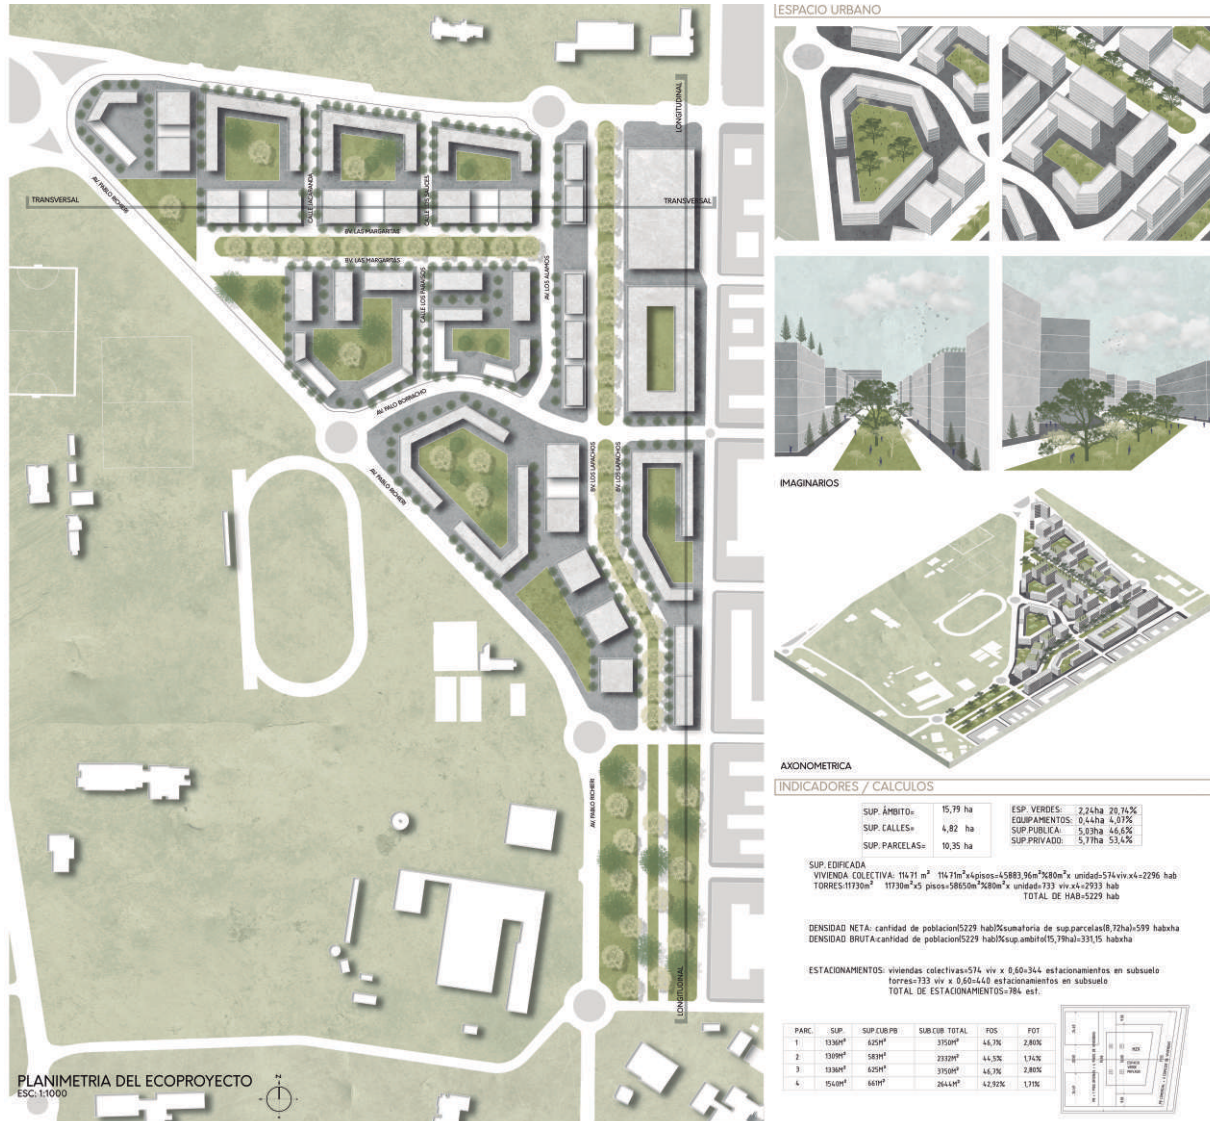 LONGITUDINAL
AV. PABLO RICHERI
TRANSVERSAL
CALLE JACARANDA
CALLE LOS SAUCES
TRANSVERSAL
BV. LAS MARGARITAS
BV. LAS MARGARITAS
CALLE LOS PARAISOS
AV. LOS ALAMOS
AV. PALO BORRACHO
AV. PABLO RICHERI
BV. LOS LAPACHOS
BV. LOS LAPACHOS
AV. PABLO RICHERI
LONGITUDINAL
PLANIMETRIA DEL ECOPROYECTO
ESC: 1:1000
N
ESPACIO URBANO
IMAGINARIOS
AXONOMETRICA
INDICADORES / CALCULOS
SUP. ÁMBITO= 15,79 ha
SUP. CALLES= 4,82 ha
SUP. PARCELAS= 10,35 ha
ESP. VERDES: 2,24ha 20,74%
EQUIPAMIENTOS: 0,44ha 4,07%
SUP.PUBLICA: 5,03ha 46,6%
SUP.PRIVADO: 5,77ha 53,4%
SUP. EDIFICADA
VIVIENDA COLECTIVA: 11471 m² 11471m²x4pisos=45883,96m²%80m²x unidad=574viv.x4=2296 hab
TORRES:11730m² 11730m²x5 pisos=58650m²%80m²x unidad=733 viv.x4=2933 hab
TOTAL DE HAB=5229 hab
DENSIDAD NETA: cantidad de poblacion(5229 hab)%sumatoria de sup.parcelas(8,72ha)=599 habxha
DENSIDAD BRUTA:cantidad de poblacion(5229 hab)%sup.ambito(15,79ha)=331,15 habxha
ESTACIONAMIENTOS: viviendas colectivas=574 viv x 0,60=344 estacionamientos en subsuelo
torres=733 viv x 0,60=440 estacionamientos en subsuelo
TOTAL DE ESTACIONAMIENTOS=784 est.
PARC. SUP. SUP.CUB.PB SUB.CUB TOTAL FOS FOT
1 1336M² 625M² 3750M² 46,7% 2,80%
2 1309M² 583M² 2332M² 44,5% 1,74%
3 1336M² 625M² 3750M² 46,7% 2,80%
4 1540M² 661M² 2644M² 42,92% 1,71%